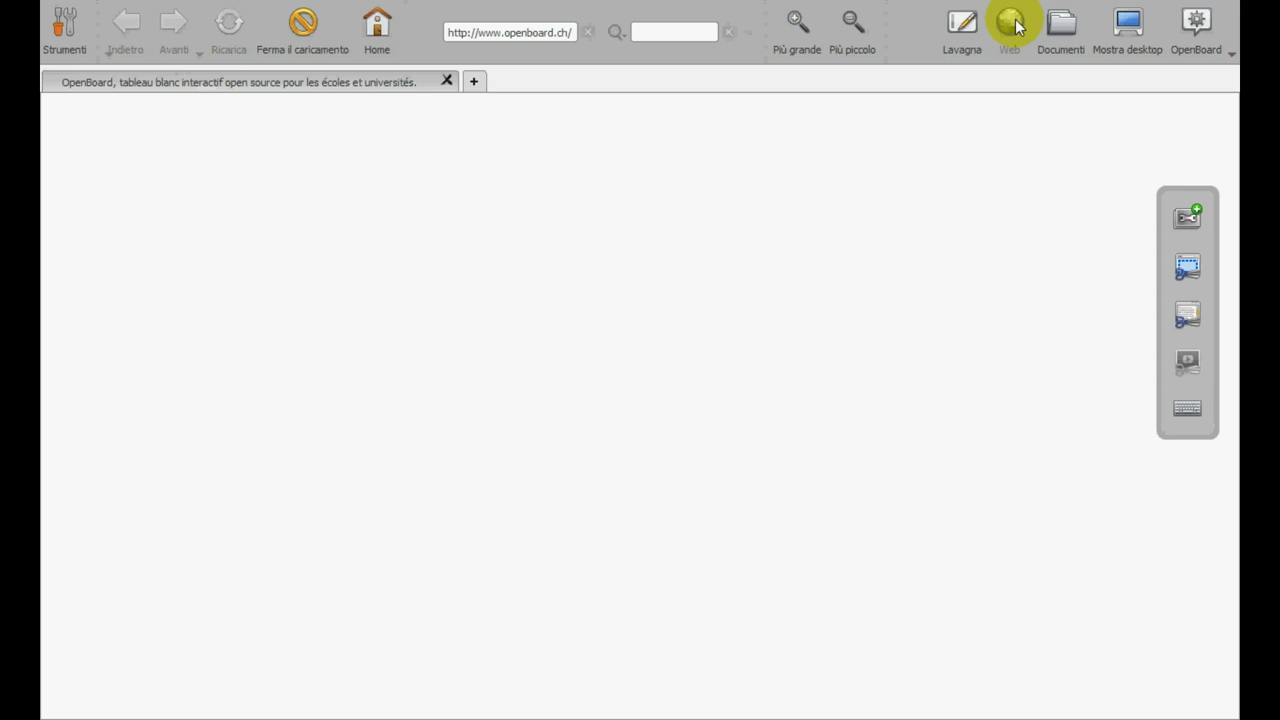 Strumenti
Indietro
Avanti
Ricarica
Ferma il caricamento
Home
http://www.openboard.ch/
Più grande
Più piccolo
Lavagna
Web
Documenti
Mostra desktop
OpenBoard
OpenBoard, tableau blanc interactif open source pour les écoles et universités.